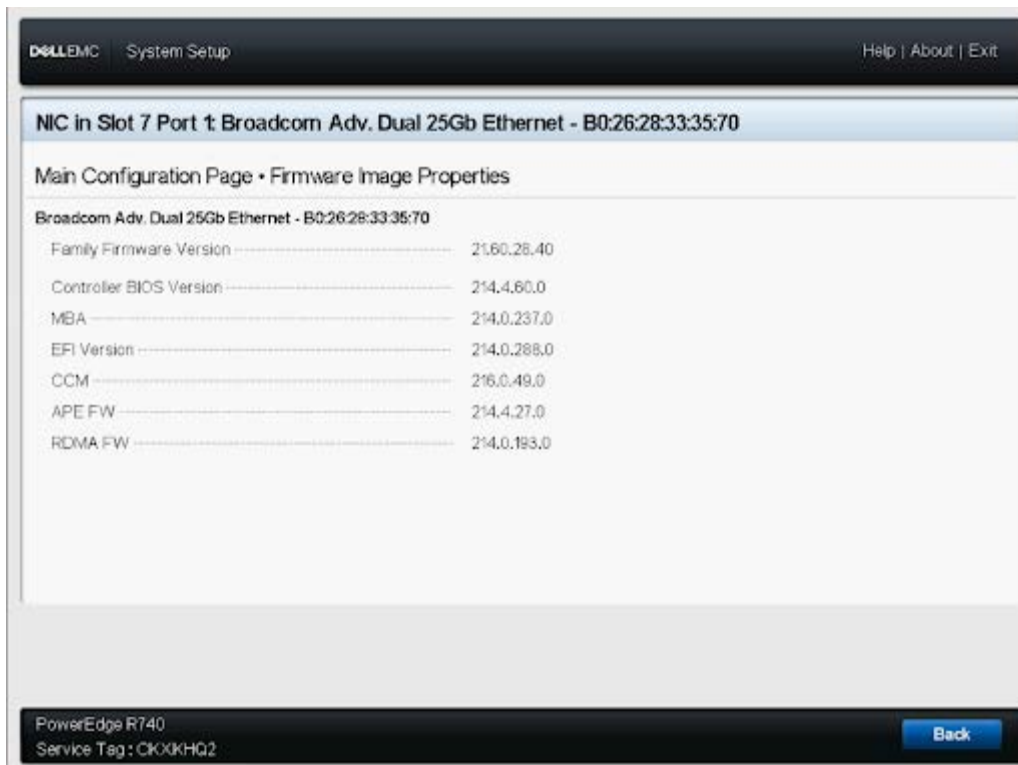 DELLEMC System Setup Help | About | Exit
NIC in Slot 7 Port 1: Broadcom Adv. Dual 25Gb Ethernet - B0:26:28:33:35:70
Main Configuration Page • Firmware Image Properties
Broadcom Adv. Dual 25Gb Ethernet - B0:26:28:33:35:70
Family Firmware Version 21.60.28.40
Controller BIOS Version 214.4.60.0
MBA 214.0.237.0
EFI Version 214.0.288.0
CCM 216.0.49.0
APE FW 214.4.27.0
RDMA FW 214.0.193.0
PowerEdge R740
Service Tag : CKXKHQ2
Back